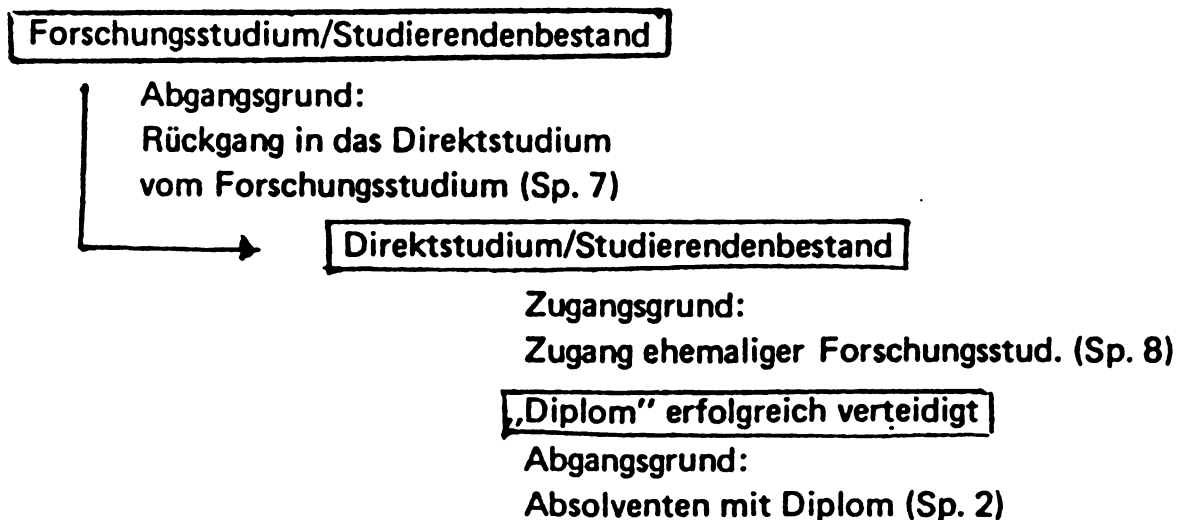 Forschungsstudium/Studierendenbestand
Abgangsgrund:
Rückgang in das Direktstudium
vom Forschungsstudium (Sp. 7)
Direktstudium/Studierendenbestand
Zugangsgrund:
Zugang ehemaliger Forschungsstud. (Sp. 8)
„Diplom” erfolgreich verteidigt
Abgangsgrund:
Absolventen mit Diplom (Sp. 2)